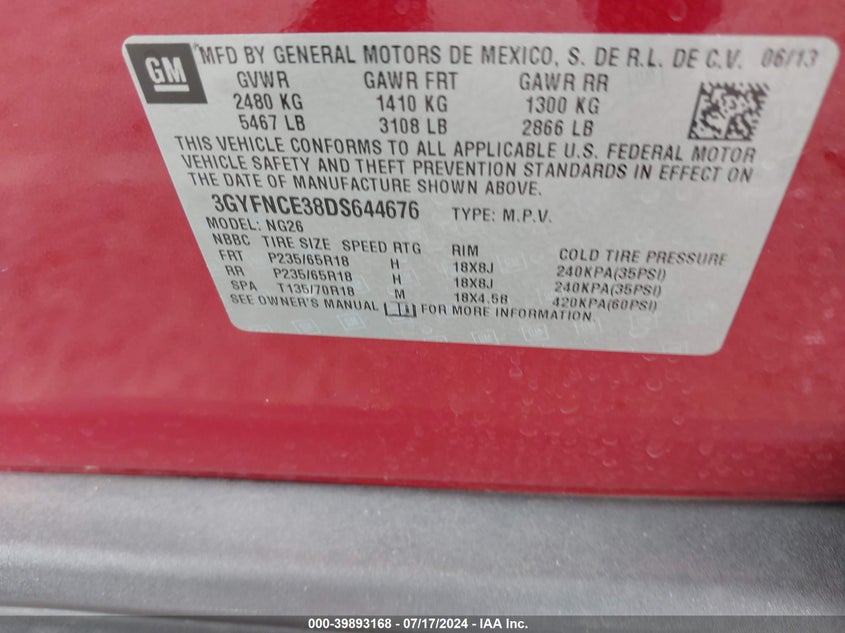 GM
MFD BY GENERAL MOTORS DE MEXICO, S. DE R.L. DE C.V. 06/13
GVWR GAWR FRT GAWR RR
2480 KG 1410 KG 1300 KG
5467 LB 3108 LB 2866 LB
THIS VEHICLE CONFORMS TO ALL APPLICABLE U.S. FEDERAL MOTOR
VEHICLE SAFETY AND THEFT PREVENTION STANDARDS IN EFFECT ON
THE DATE OF MANUFACTURE SHOWN ABOVE.
3GYFNCE38DS644676 TYPE: M.P.V.
MODEL: NG26
NBBC TIRE SIZE SPEED RTG RIM COLD TIRE PRESSURE
FRT P235/65R18 H 18X8J 240KPA(35PSI)
RR P235/65R18 H 18X8J 240KPA(35PSI)
SPA T135/70R18 M 18X4.5B 420KPA(60PSI)
SEE OWNER'S MANUAL FOR MORE INFORMATION.
000-39893168 - 07/17/2024 - IAA Inc.